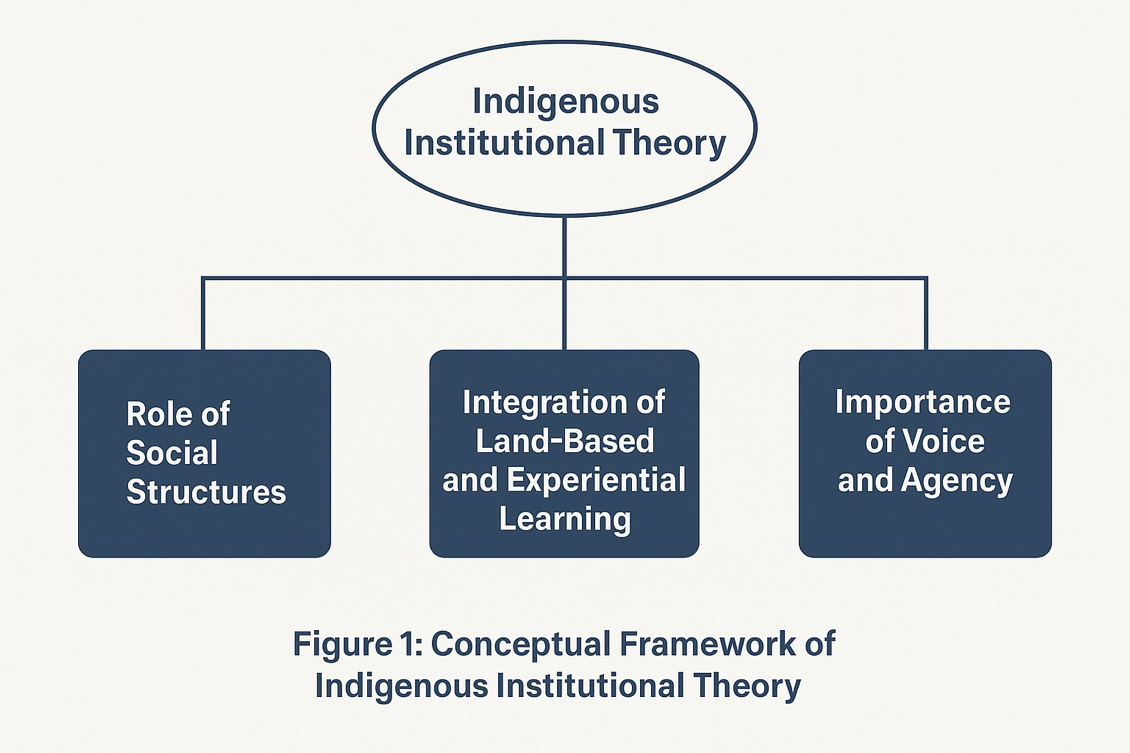 Indigenous
Institutional Theory
Role of
Social
Structures
Integration of
Land-Based
and Experiential
Learning
Importance
of Voice
and Agency
Figure 1: Conceptual Framework of
Indigenous Institutional Theory